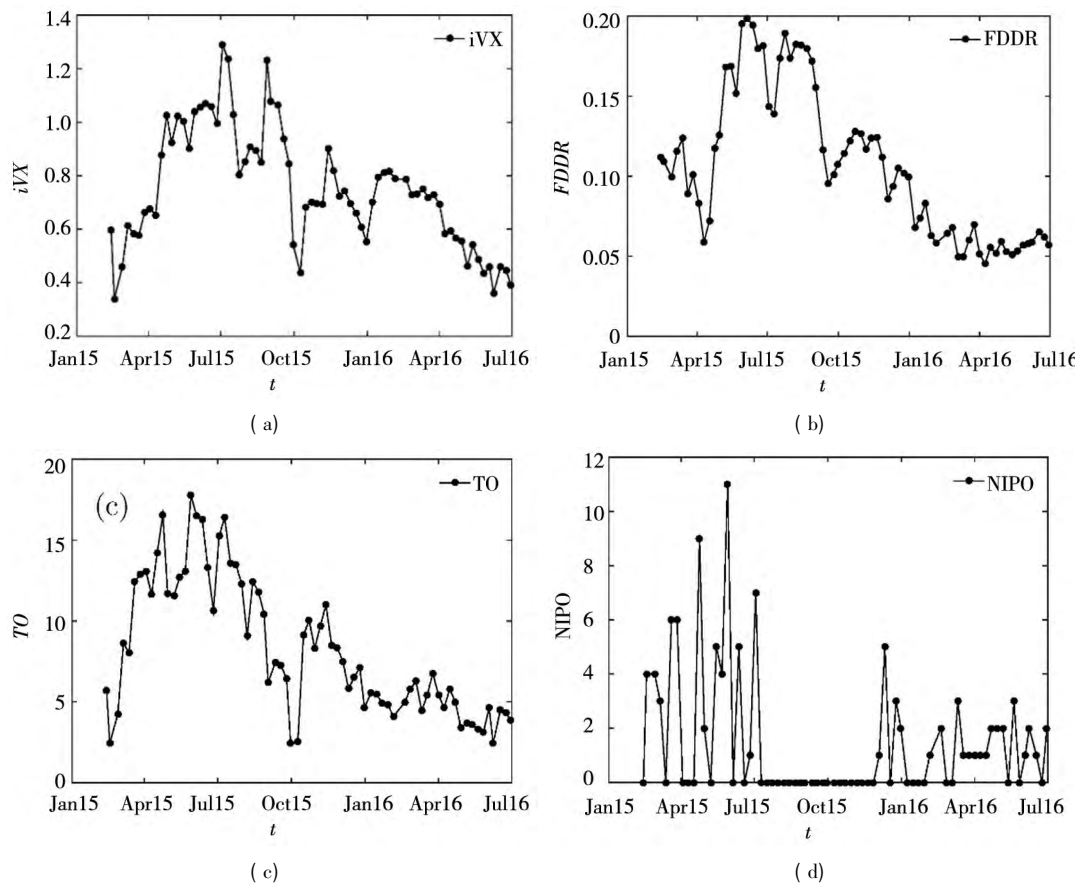 1.4
1.2
1.0
0.8
0.6
0.4
0.2
iVX
iVX
Jan15 Apr15 Jul15 Oct15 Jan16 Apr16 Jul16
t
( a)
0.20
0.15
0.10
0.05
0
FDDR
FDDR
Jan15 Apr15 Jul15 Oct15 Jan16 Apr16 Jul16
t
( b)
20
15
10
5
0
(c)
TO
TO
Jan15 Apr15 Jul15 Oct15 Jan16 Apr16 Jul16
t
( c)
12
10
8
6
4
2
0
NIPO
NIPO
Jan15 Apr15 Jul15 Oct15 Jan16 Apr16 Jul16
t
( d)